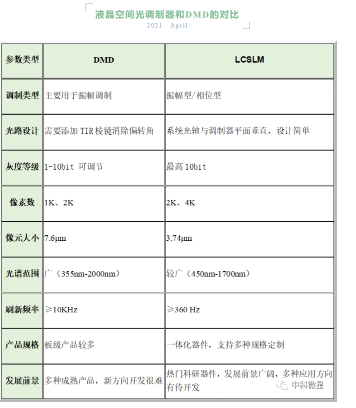 液晶空间光调制器和DMD的对比
2021 · April
参数类型 DMD LCSLM
调制类型 主要用于振幅调制 振幅型/相位型
光路设计 需要添加TIR棱镜消除偏转角 系统光轴与调制器平面垂直，设计简单
灰度等级 1-10bit 可调节 最高10bit
像素数 1K、2K 2K、4K
像元大小 7.6μm 3.74μm
光谱范围 广（355nm-2000nm） 较广（450nm-1700nm）
刷新频率 ≥10KHz ≥360 Hz
产品规格 板级产品较多 一体化器件，支持多种规格定制
发展前景 多种成熟产品，新方向开发很难 热门科研器件，发展前景广阔，多种应用方向
有待开发
中科微星